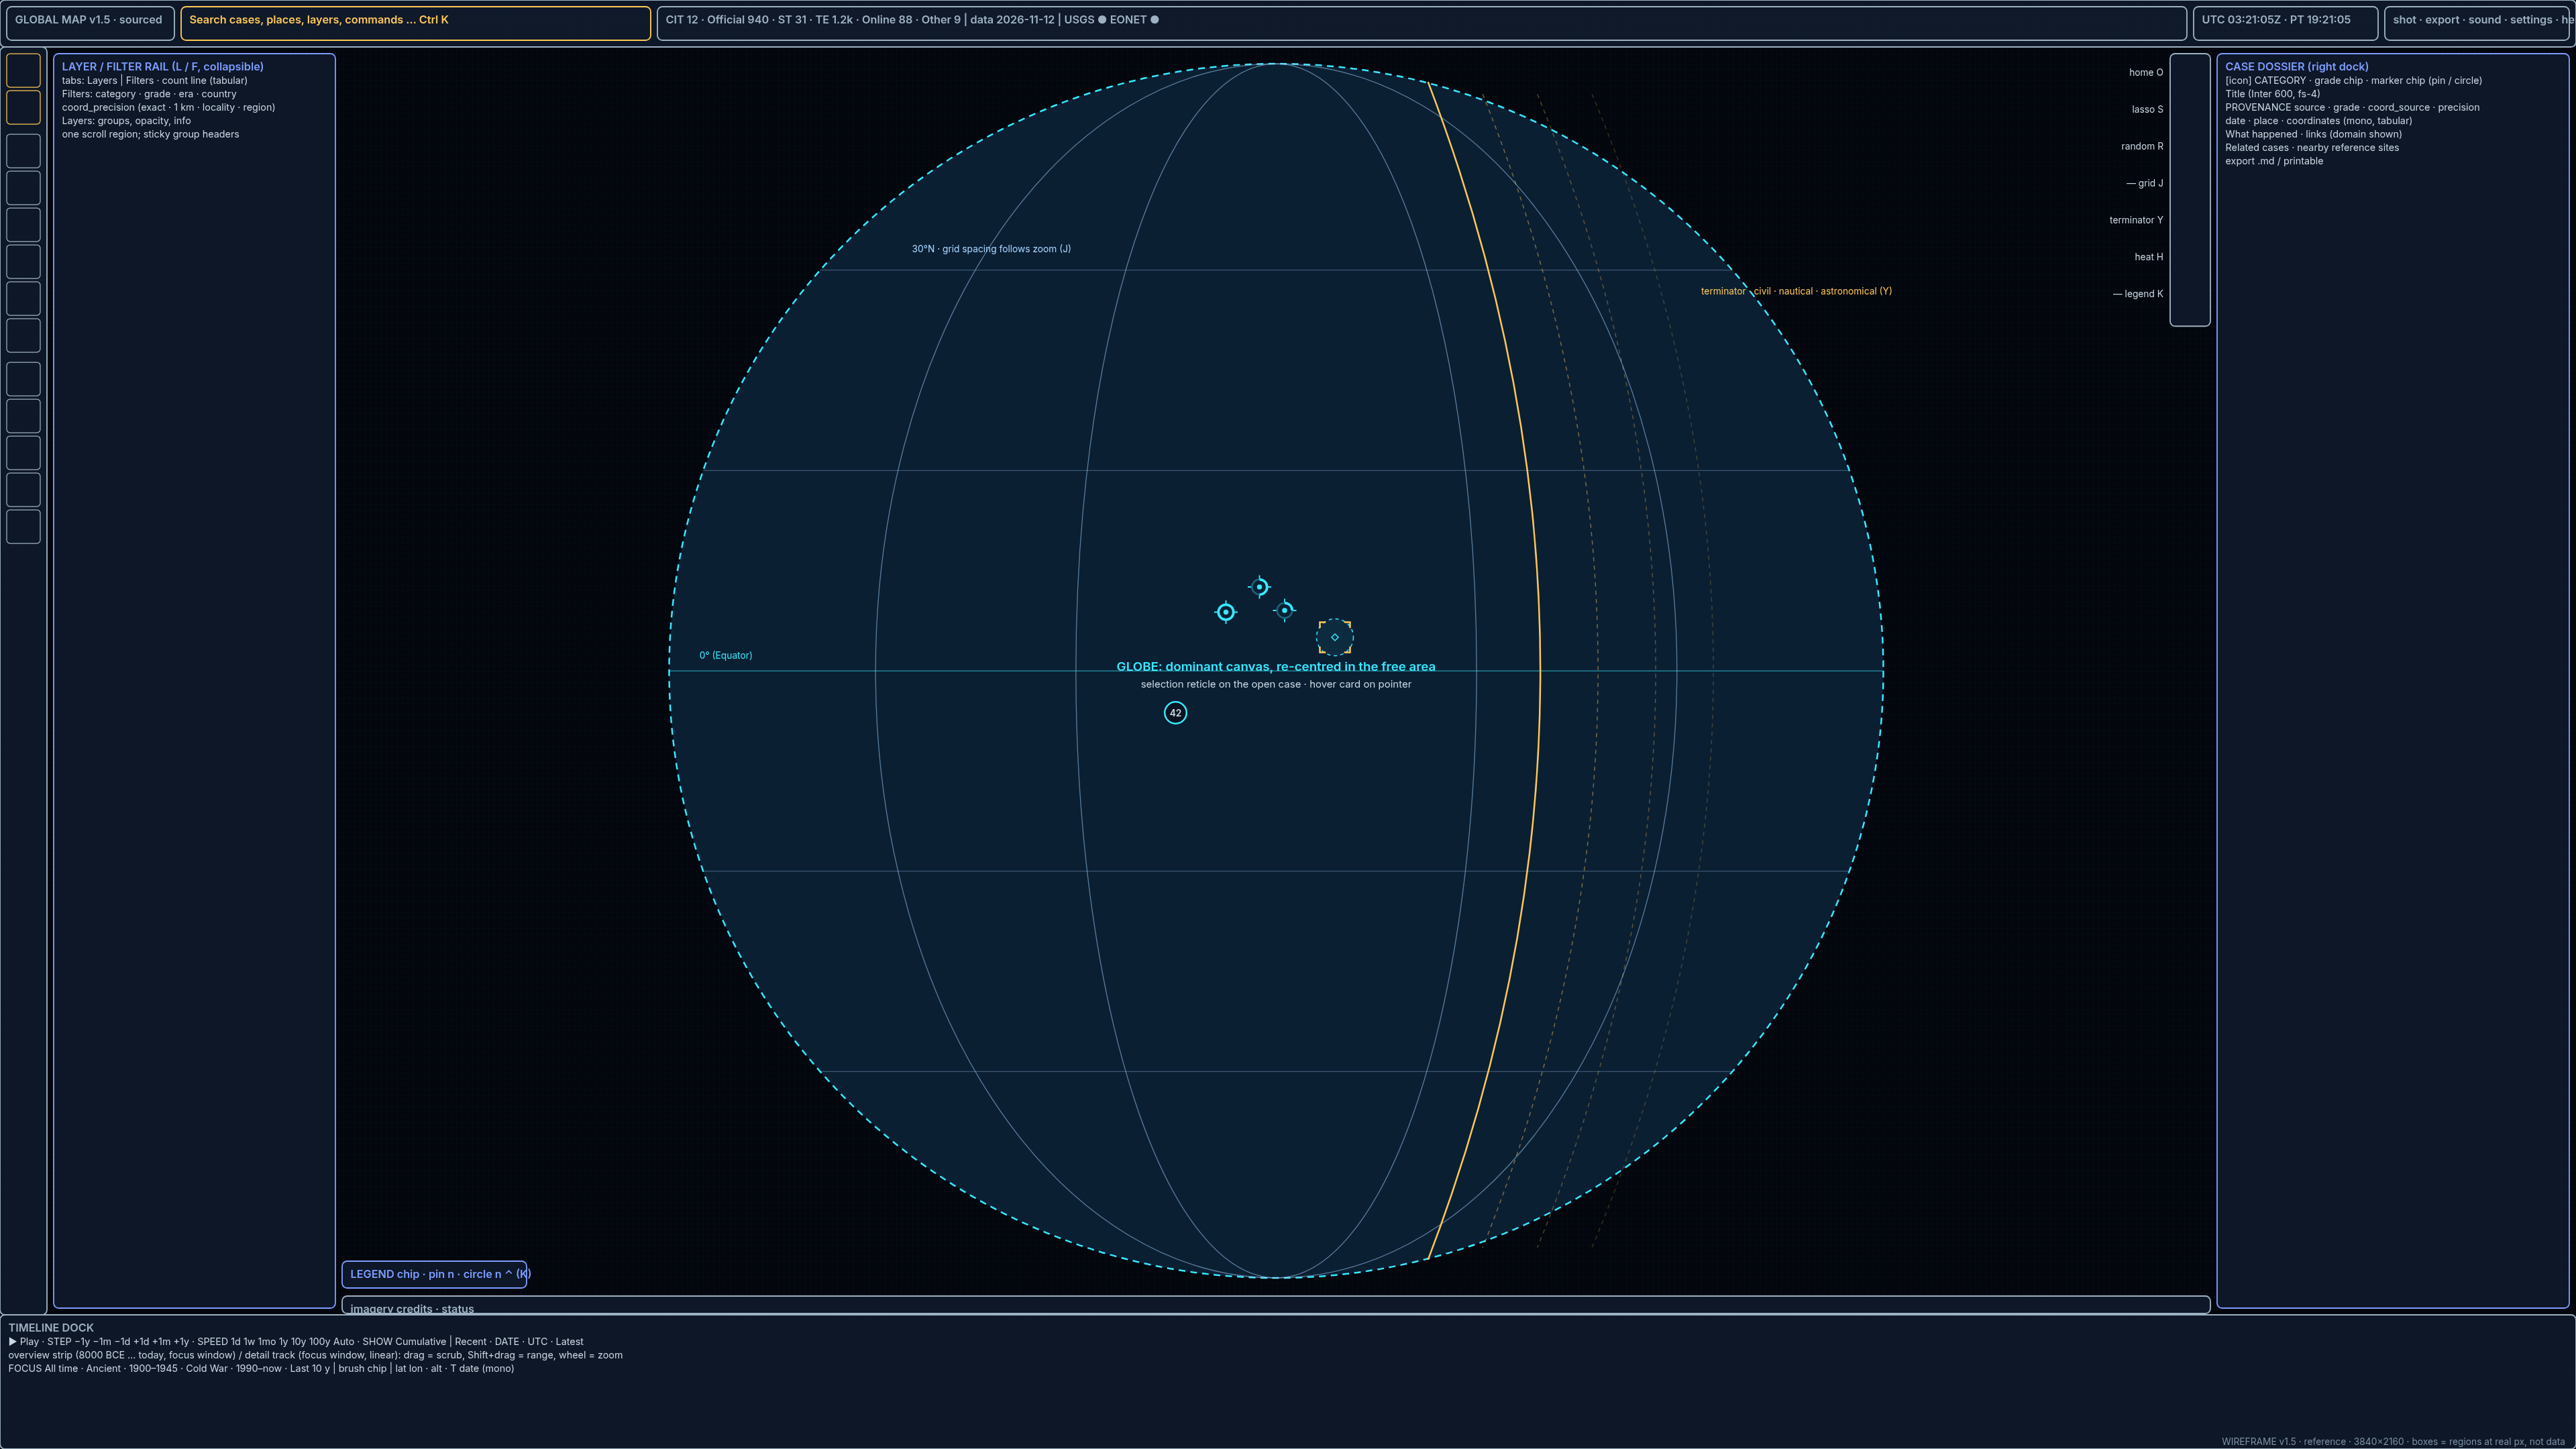 GLOBAL MAP v1.5 · sourced
Search cases, places, layers, commands ... Ctrl K
CIT 12 · Official 940 · ST 31 · TE 1.2k · Online 88 · Other 9 | data 2026-11-12 | USGS ● EONET ●
UTC 03:21:05Z · PT 19:21:05
shot · export · sound · settings · he
LAYER / FILTER RAIL (L / F, collapsible)
tabs: Layers | Filters · count line (tabular)
Filters: category · grade · era · country
coord_precision (exact · 1 km · locality · region)
Layers: groups, opacity, info
one scroll region; sticky group headers
30°N · grid spacing follows zoom (J)
terminator · civil · nautical · astronomical (Y)
0° (Equator)
GLOBE: dominant canvas, re-centred in the free area
selection reticle on the open case · hover card on pointer
42
home O
lasso S
random R
— grid J
terminator Y
heat H
— legend K
CASE DOSSIER (right dock)
[icon] CATEGORY · grade chip · marker chip (pin / circle)
Title (Inter 600, fs-4)
PROVENANCE source · grade · coord_source · precision
date · place · coordinates (mono, tabular)
What happened · links (domain shown)
Related cases · nearby reference sites
export .md / printable
LEGEND chip · pin n · circle n ^ (K)
imagery credits · status
TIMELINE DOCK
▶ Play · STEP −1y −1m −1d +1d +1m +1y · SPEED 1d 1w 1mo 1y 10y 100y Auto · SHOW Cumulative | Recent · DATE · UTC · Latest
overview strip (8000 BCE ... today, focus window) / detail track (focus window, linear): drag = scrub, Shift+drag = range, wheel = zoom
FOCUS All time · Ancient · 1900–1945 · Cold War · 1990–now · Last 10 y | brush chip | lat lon · alt · T date (mono)
WIREFRAME v1.5 · reference · 3840×2160 · boxes = regions at real px, not data